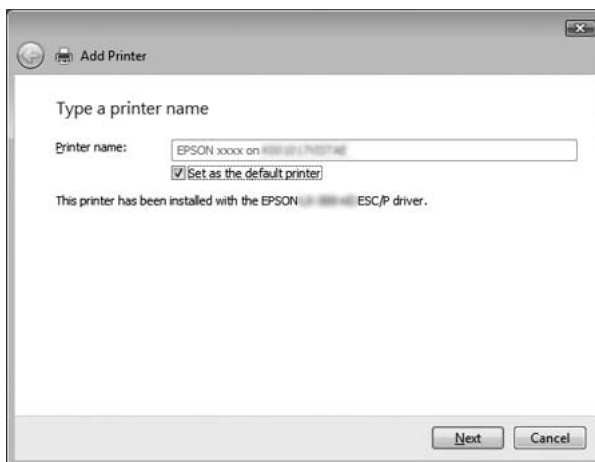 Add Printer
Type a printer name
Printer name:
EPSON xxxx on
Set as the default printer
This printer has been installed with the EPSON ESC/P driver.
Next
Cancel